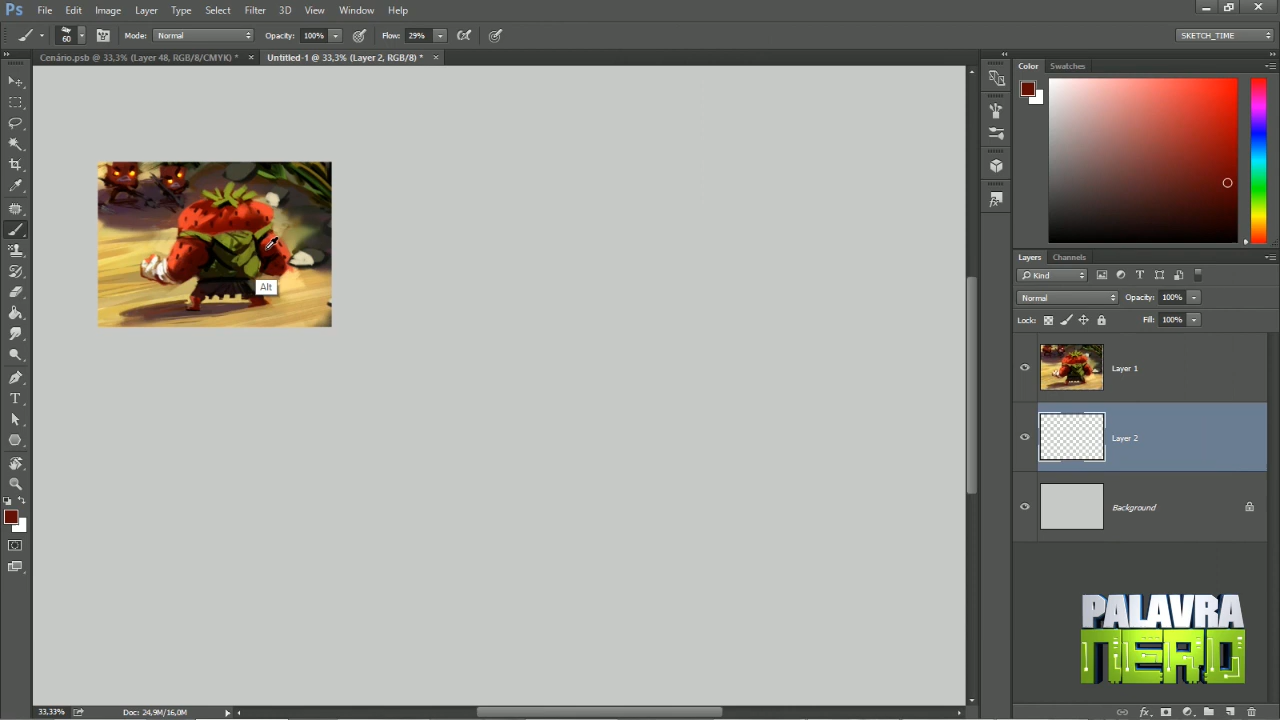 Ps File Edit Image Layer Type Select Filter 3D View Window Help
60 Mode: Normal Opacity: 100% Flow: 29% SKETCH_TIME
Cenário.psb @ 33,3% (Layer 48, RGB/8/CMYK) * × Untitled-1 @ 33,3% (Layer 2, RGB/8) * ×
Color Swatches
Alt
Layers Channels
Kind
Normal Opacity: 100%
Lock: Fill: 100%
Layer 1
Layer 2
Background
PALAVRA
NERD
33,33% Doc: 24,9M/16,0M